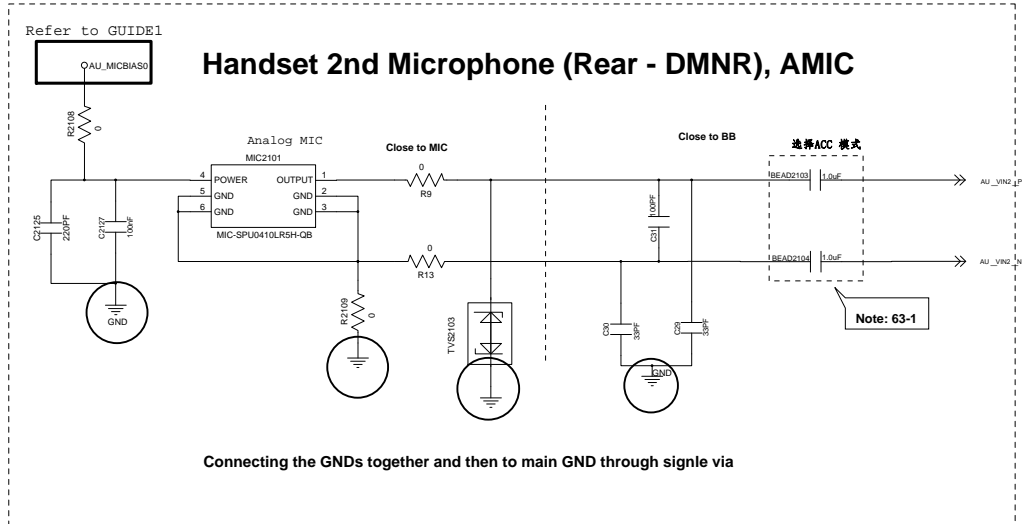 Refer to GUIDE1
AU_MICBIAS0
Handset 2nd Microphone (Rear - DMNR), AMIC
R2108
0
Analog MIC
MIC2101
Close to MIC
Close to BB
选择ACC 模式
4
POWER
OUTPUT
1
5
GND
GND
2
6
GND
GND
3
MIC-SPU0410LR5H-QB
0
R9
BEAD2103
1.0uF
AU_VIN2_P
C2125
220PF
C2127
100nF
GND
100PF
C31
0
R13
BEAD2104
1.0uF
AU_VIN2_N
R2109
0
TVS2103
C30
33PF
C29
33PF
GND
Note: 63-1
Connecting the GNDs together and then to main GND through signle via